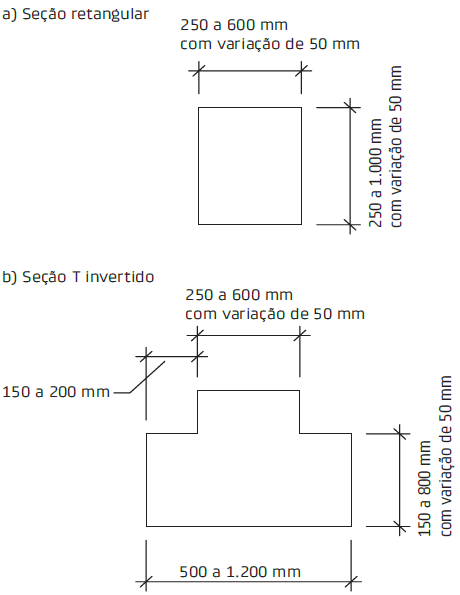 a) Seção retangular
250 a 600 mm
com variação de 50 mm
250 a 1.000 mm
com variação de 50 mm
b) Seção T invertido
250 a 600 mm
com variação de 50 mm
150 a 200 mm
150 a 800 mm
com variação de 50 mm
500 a 1.200 mm